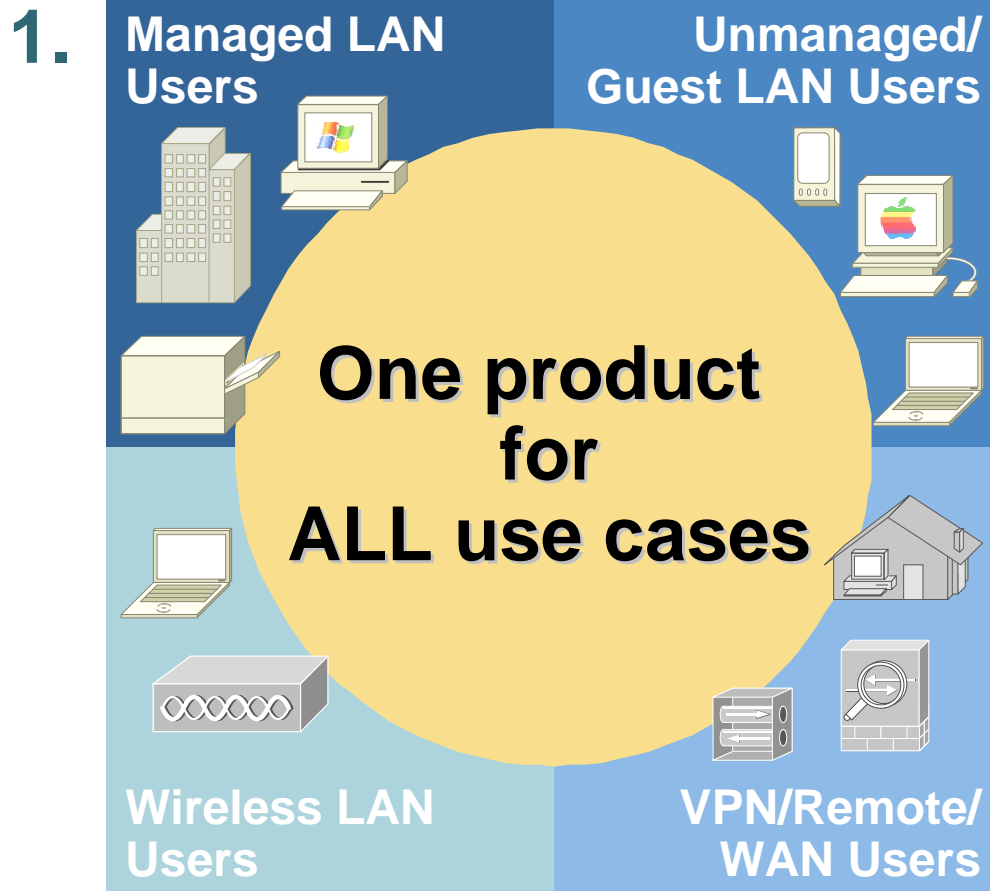 1.
Managed LAN
Users
Unmanaged/
Guest LAN Users
One product
for
ALL use cases
Wireless LAN
Users
VPN/Remote/
WAN Users